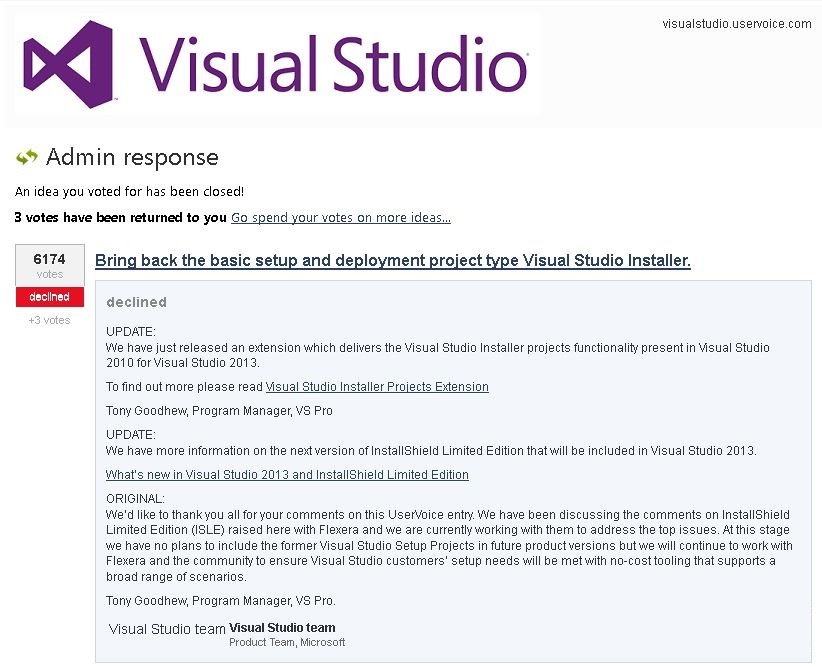 visualstudio.uservoice.com
Visual Studio
Admin response
An idea you voted for has been closed!
3 votes have been returned to you Go spend your votes on more ideas...
6174
votes
declined
+3 votes
Bring back the basic setup and deployment project type Visual Studio Installer.
declined
UPDATE:
We have just released an extension which delivers the Visual Studio Installer projects functionality present in Visual Studio
2010 for Visual Studio 2013.
To find out more please read Visual Studio Installer Projects Extension
Tony Goodhew, Program Manager, VS Pro
UPDATE:
We have more information on the next version of InstallShield Limited Edition that will be included in Visual Studio 2013.
What's new in Visual Studio 2013 and InstallShield Limited Edition
ORIGINAL:
We'd like to thank you all for your comments on this UserVoice entry. We have been discussing the comments on InstallShield
Limited Edition (ISLE) raised here with Flexera and we are currently working with them to address the top issues. At this stage
we have no plans to include the former Visual Studio Setup Projects in future product versions but we will continue to work with
Flexera and the community to ensure Visual Studio customers' setup needs will be met with no-cost tooling that supports a
broad range of scenarios.
Tony Goodhew, Program Manager, VS Pro.
Visual Studio team Visual Studio team
Product Team, Microsoft